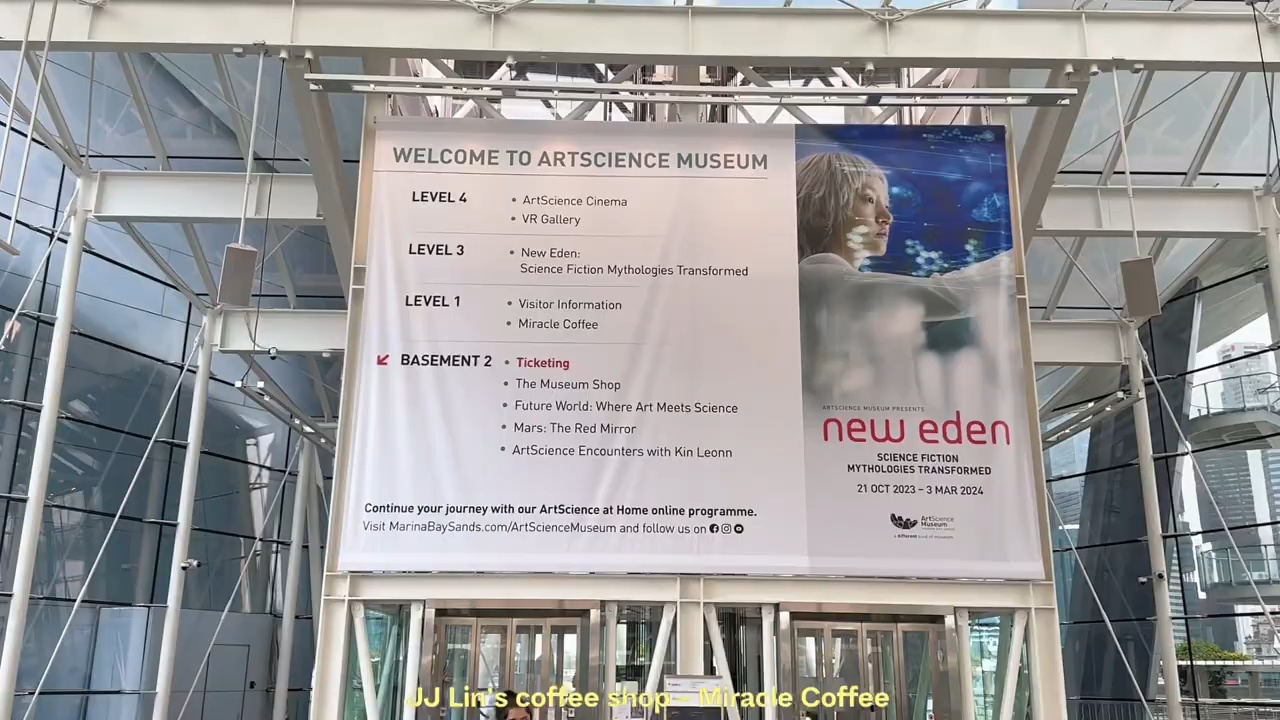 WELCOME TO ARTSCIENCE MUSEUM
LEVEL 4
• ArtScience Cinema
• VR Gallery
LEVEL 3
• New Eden:
Science Fiction Mythologies Transformed
LEVEL 1
• Visitor Information
• Miracle Coffee
BASEMENT 2
• Ticketing
• The Museum Shop
• Future World: Where Art Meets Science
• Mars: The Red Mirror
• ArtScience Encounters with Kin Leonn
Continue your journey with our ArtScience at Home online programme.
Visit MarinaBaySands.com/ArtScienceMuseum and follow us on
ARTSCIENCE MUSEUM PRESENTS
new eden
SCIENCE FICTION
MYTHOLOGIES TRANSFORMED
21 OCT 2023 – 3 MAR 2024
ArtScience
Museum
a different kind of museum
JJ Lin's coffee shop - Miracle Coffee